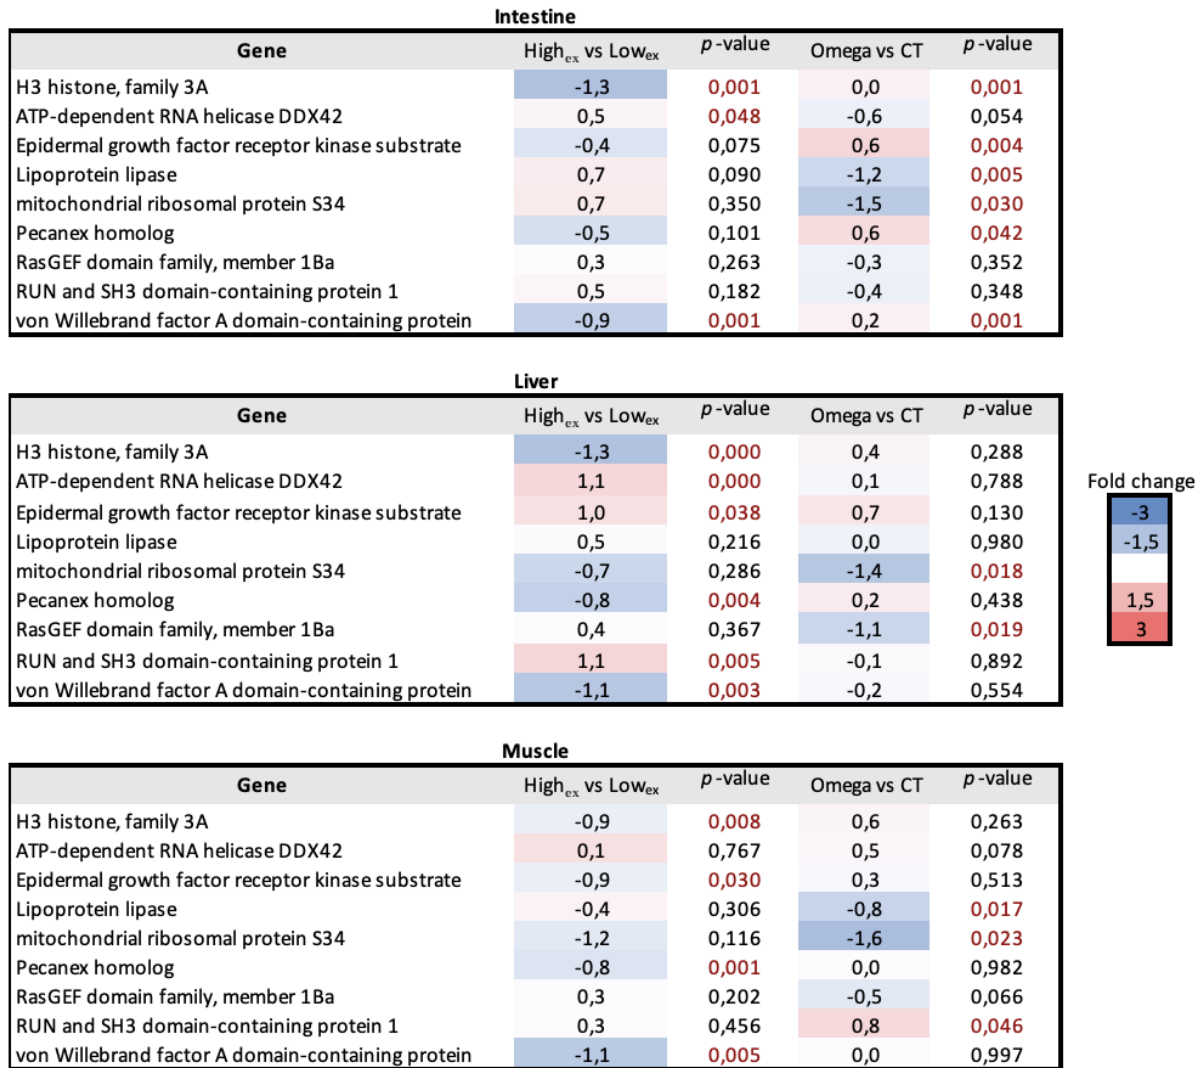 Intestine
Gene High_ex vs Low_ex p-value Omega vs CT p-value
H3 histone, family 3A -1,3 0,001 0,0 0,001
ATP-dependent RNA helicase DDX42 0,5 0,048 -0,6 0,054
Epidermal growth factor receptor kinase substrate -0,4 0,075 0,6 0,004
Lipoprotein lipase 0,7 0,090 -1,2 0,005
mitochondrial ribosomal protein S34 0,7 0,350 -1,5 0,030
Pecanex homolog -0,5 0,101 0,6 0,042
RasGEF domain family, member 1Ba 0,3 0,263 -0,3 0,352
RUN and SH3 domain-containing protein 1 0,5 0,182 -0,4 0,348
von Willebrand factor A domain-containing protein -0,9 0,001 0,2 0,001
Liver
Gene High_ex vs Low_ex p-value Omega vs CT p-value
H3 histone, family 3A -1,3 0,000 0,4 0,288
ATP-dependent RNA helicase DDX42 1,1 0,000 0,1 0,788
Epidermal growth factor receptor kinase substrate 1,0 0,038 0,7 0,130
Lipoprotein lipase 0,5 0,216 0,0 0,980
mitochondrial ribosomal protein S34 -0,7 0,286 -1,4 0,018
Pecanex homolog -0,8 0,004 0,2 0,438
RasGEF domain family, member 1Ba 0,4 0,367 -1,1 0,019
RUN and SH3 domain-containing protein 1 1,1 0,005 -0,1 0,892
von Willebrand factor A domain-containing protein -1,1 0,003 -0,2 0,554
Fold change
-3
-1,5
1,5
3
Muscle
Gene High_ex vs Low_ex p-value Omega vs CT p-value
H3 histone, family 3A -0,9 0,008 0,6 0,263
ATP-dependent RNA helicase DDX42 0,1 0,767 0,5 0,078
Epidermal growth factor receptor kinase substrate -0,9 0,030 0,3 0,513
Lipoprotein lipase -0,4 0,306 -0,8 0,017
mitochondrial ribosomal protein S34 -1,2 0,116 -1,6 0,023
Pecanex homolog -0,8 0,001 0,0 0,982
RasGEF domain family, member 1Ba 0,3 0,202 -0,5 0,066
RUN and SH3 domain-containing protein 1 0,3 0,456 0,8 0,046
von Willebrand factor A domain-containing protein -1,1 0,005 0,0 0,997